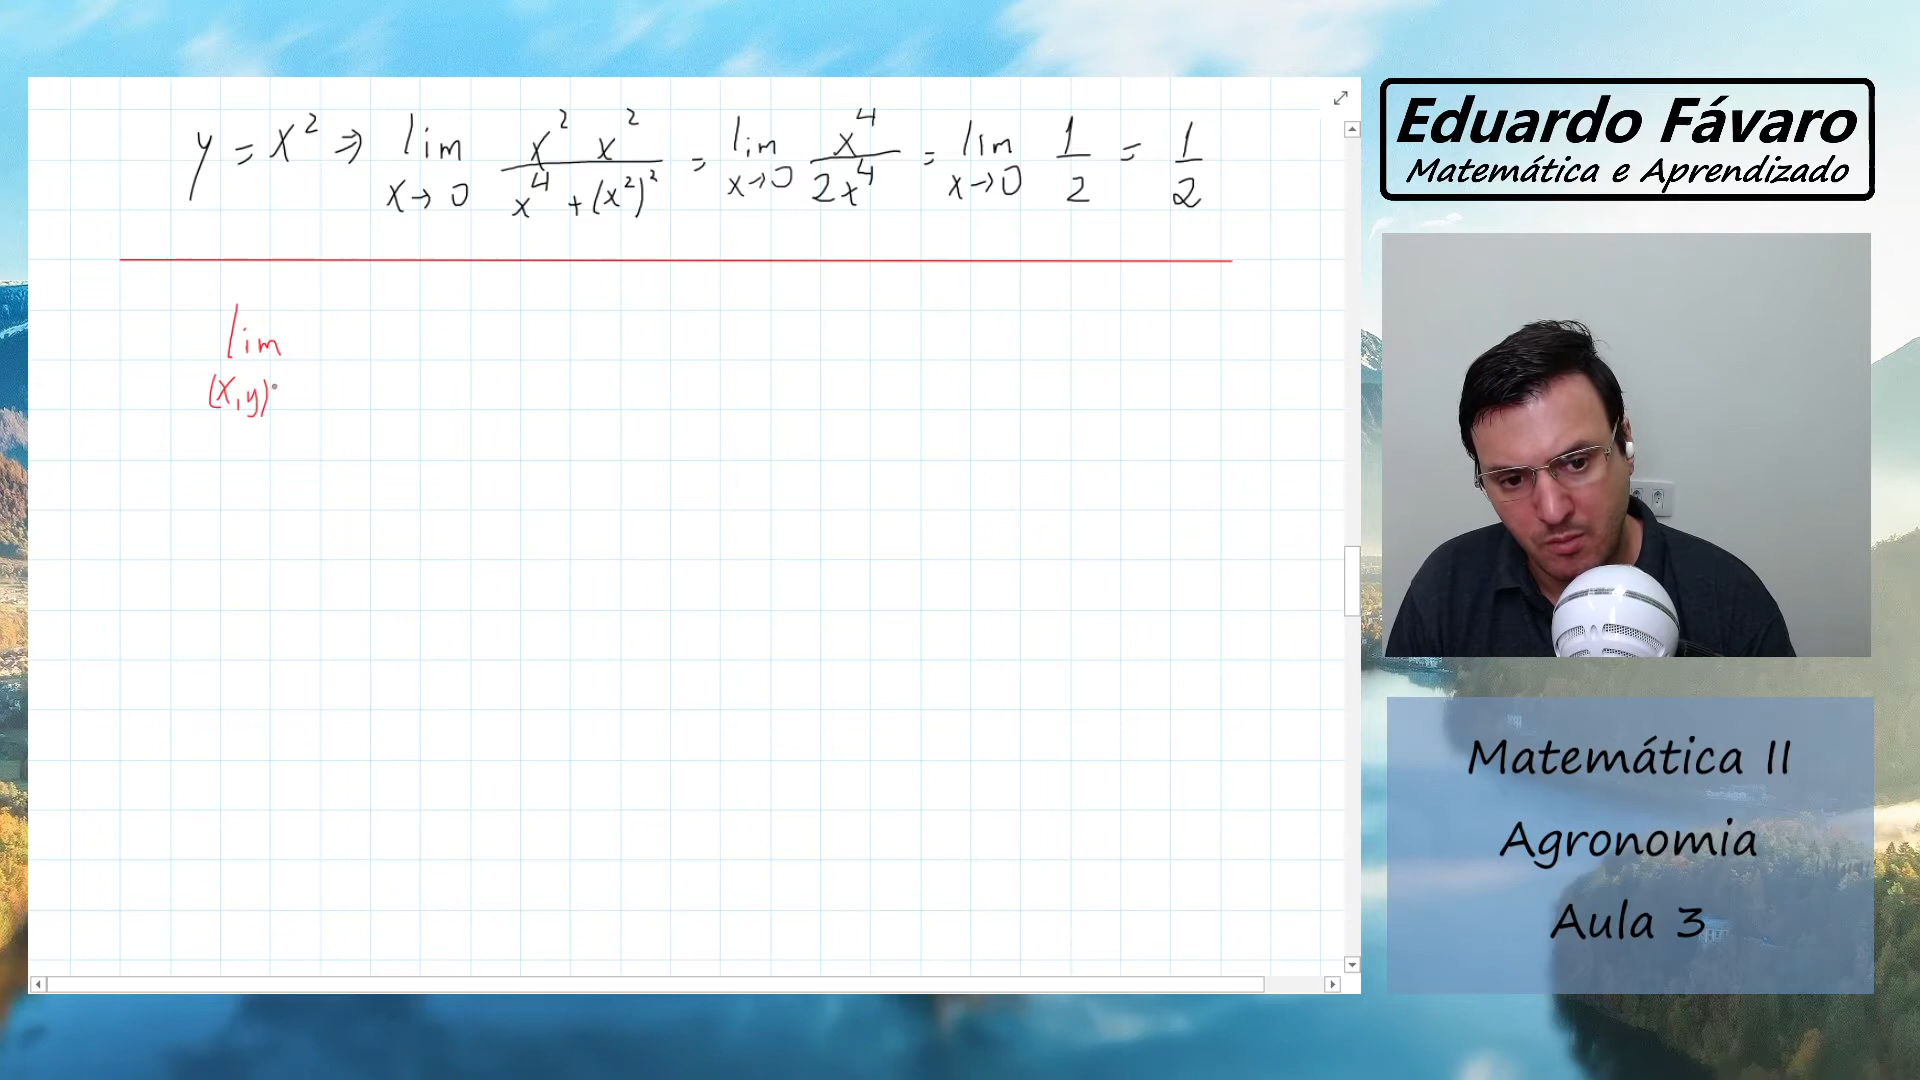 y = x² ⇒ lim x→0 x² x² / x⁴ + (x²)² = lim x→0 x⁴ / 2x⁴ = lim x→0 1/2 = 1/2
lim
(x,y)
Eduardo Fávaro
Matemática e Aprendizado
Matemática II
Agronomia
Aula 3